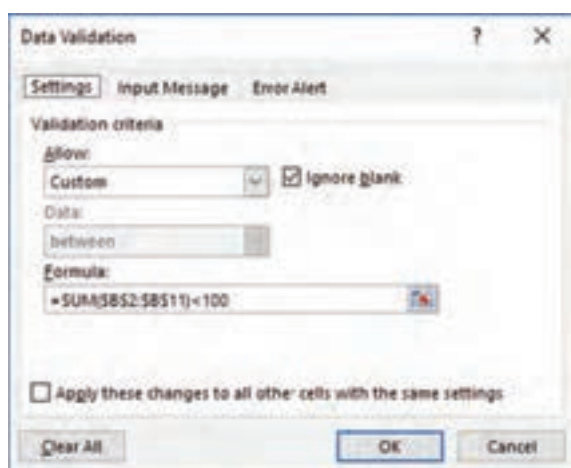 Data Validation ? ×
Settings Input Message Error Alert
Validation criteria
Allow:
Custom Ignore blank
Data:
between
Formula:
=SUM($B$2:$B$11)<100
Apply these changes to all other cells with the same settings
Clear All OK Cancel